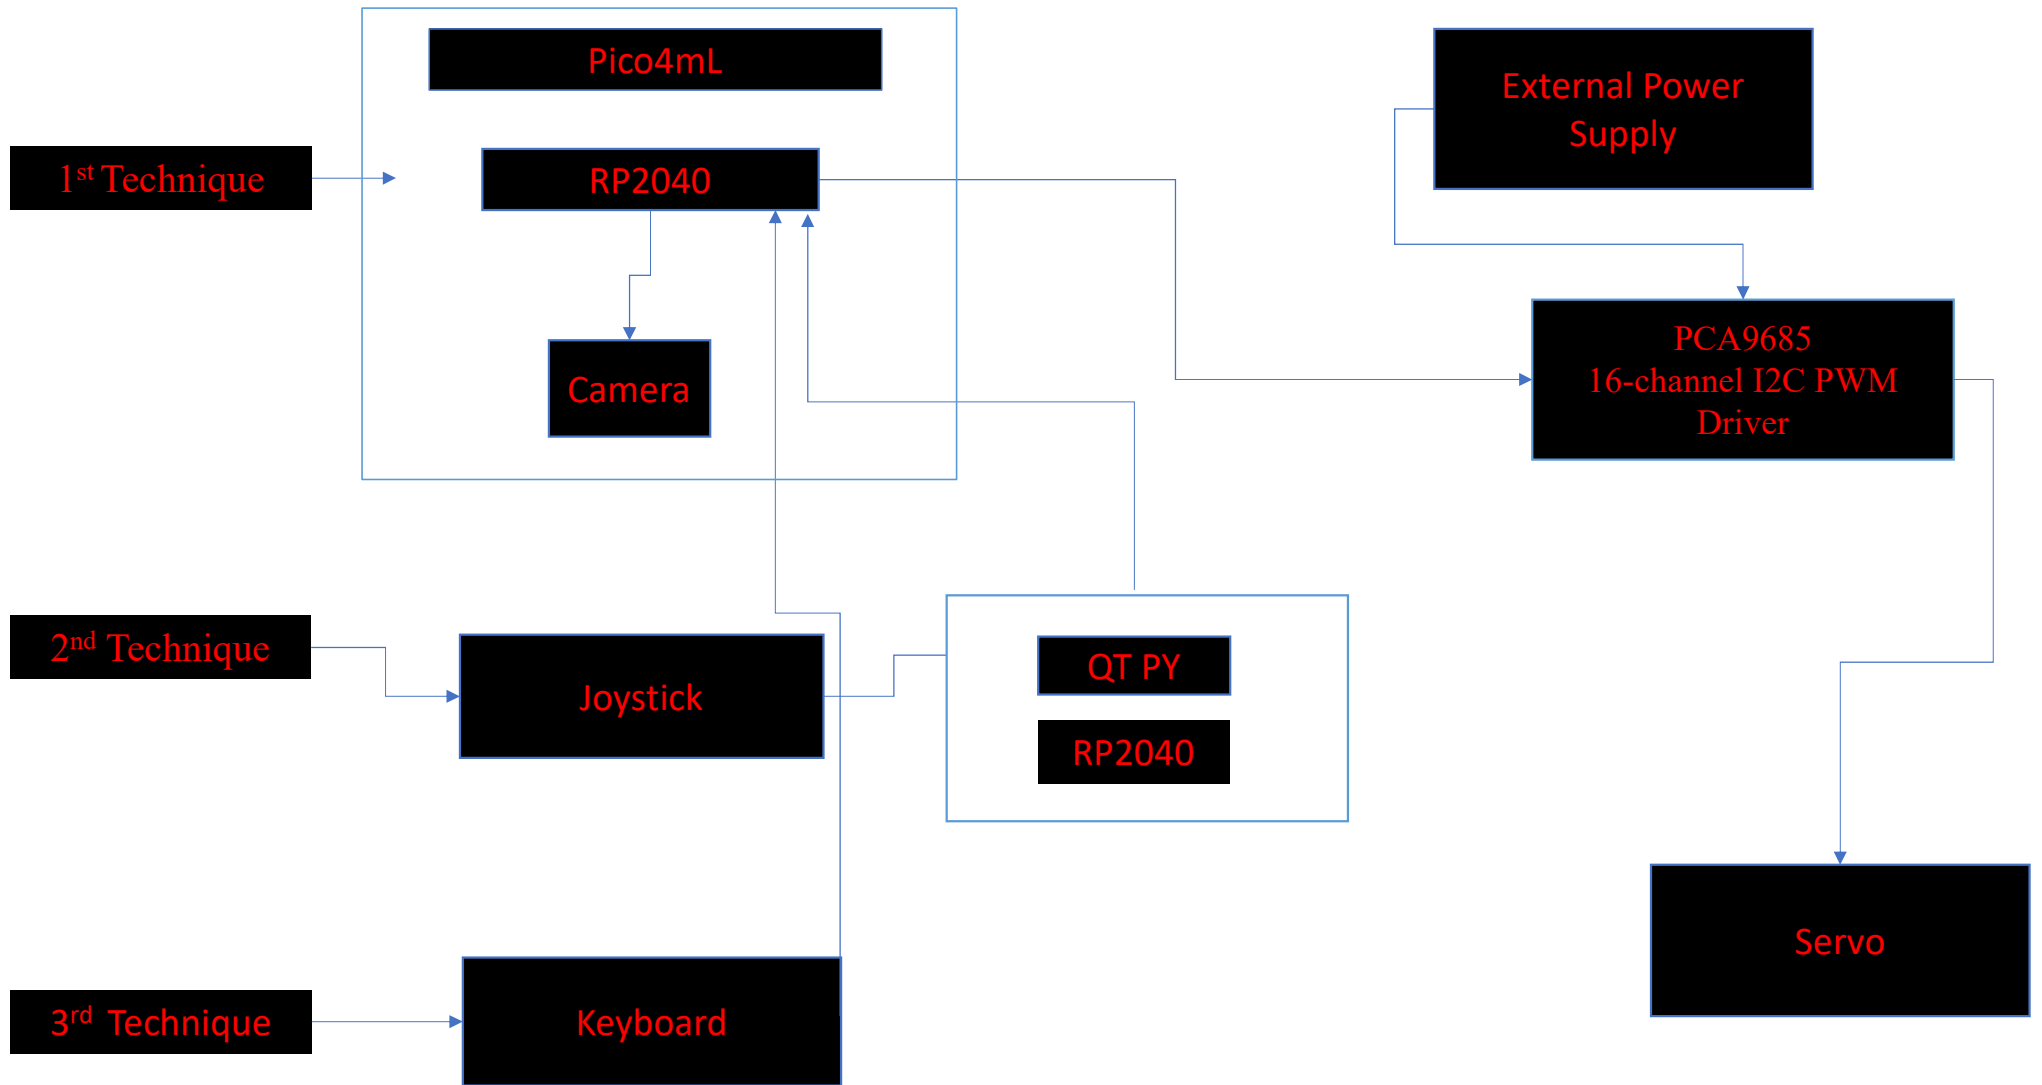 Pico4mL
External Power
Supply
1st Technique
RP2040
PCA9685
16-channel I2C PWM
Driver
Camera
2nd Technique
Joystick
QT PY
RP2040
Servo
3rd Technique
Keyboard